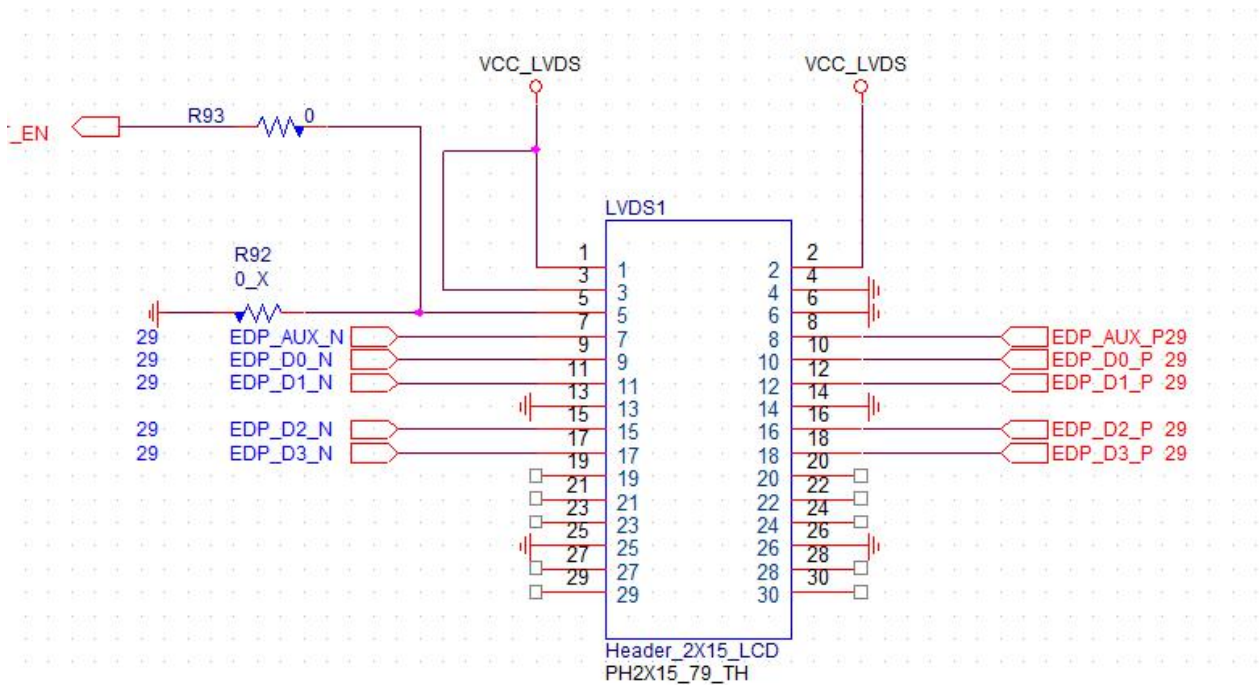 VCC_LVDS VCC_LVDS
R93 0
_EN
LVDS1
R92
0_X
1 1 2 2
3 3 4 4
5 5 6 6
29 EDP_AUX_N 7 7 8 8 EDP_AUX_P29
29 EDP_D0_N 9 9 10 10 EDP_D0_P 29
29 EDP_D1_N 11 11 12 12 EDP_D1_P 29
13 13 14 14
29 EDP_D2_N 15 15 16 16 EDP_D2_P 29
29 EDP_D3_N 17 17 18 18 EDP_D3_P 29
19 19 20 20
21 21 22 22
23 23 24 24
25 25 26 26
27 27 28 28
29 29 30 30
Header_2X15_LCD
PH2X15_79_TH